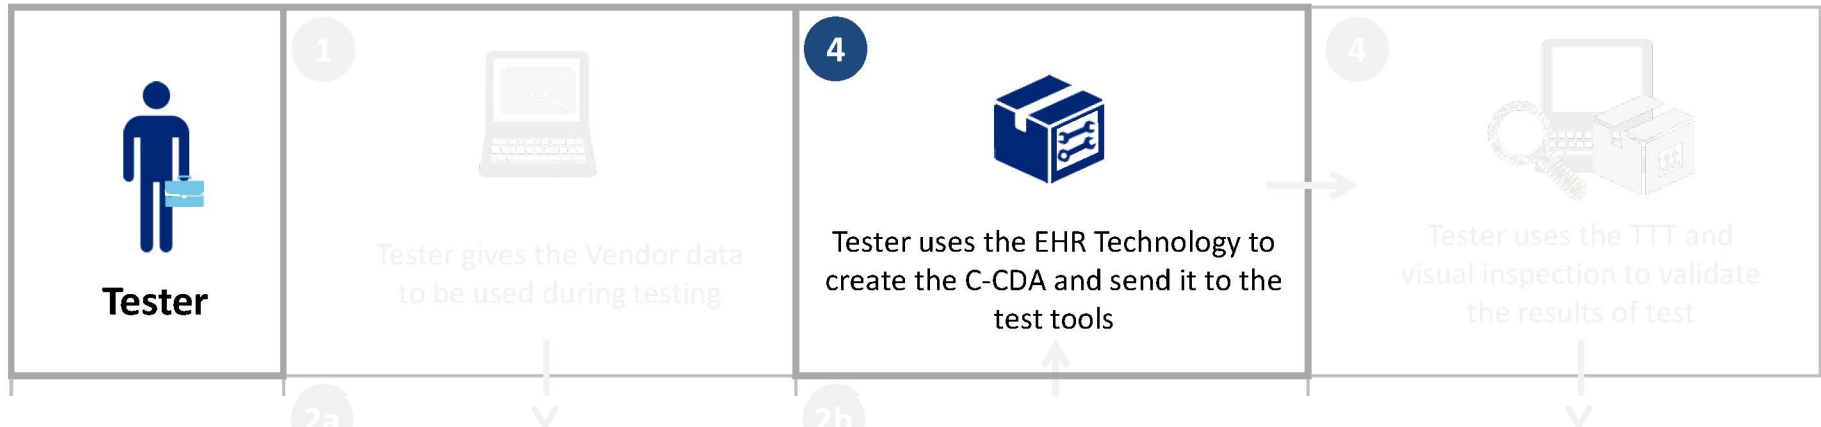 Tester
1
Tester gives the Vendor data
to be used during testing
4
Tester uses the EHR Technology to
create the C-CDA and send it to the
test tools
4
Tester uses the TTT and
visual inspection to validate
the results of test
2a
2b